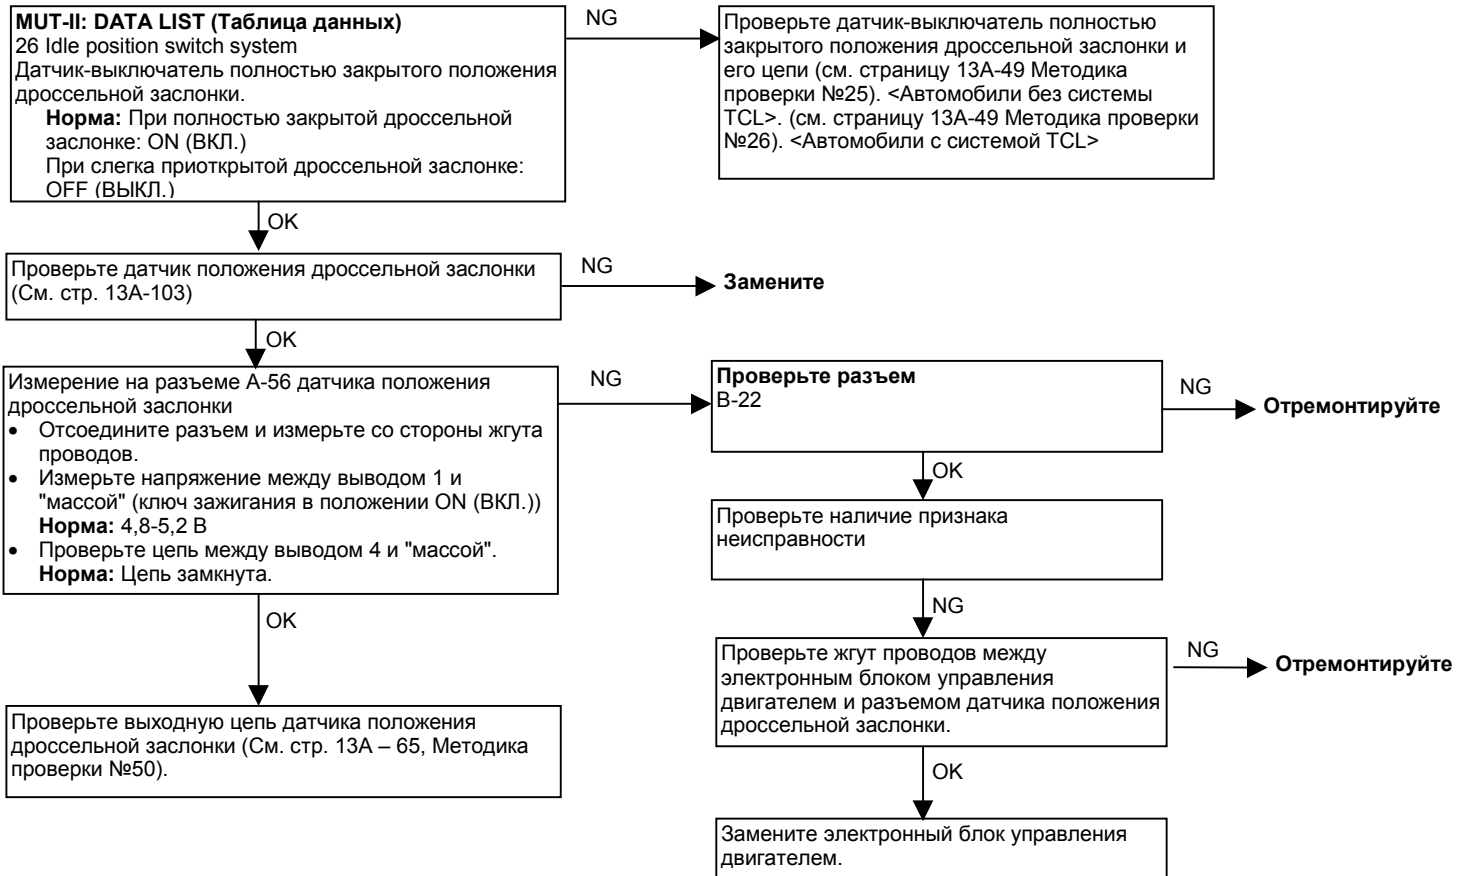 MUT-II: DATA LIST (Таблица данных)
26 Idle position switch system
Датчик-выключатель полностью закрытого положения
дроссельной заслонки.
Норма: При полностью закрытой дроссельной
заслонке: ON (ВКЛ.)
При слегка приоткрытой дроссельной заслонке:
OFF (ВЫКЛ.)
NG
Проверьте датчик-выключатель полностью
закрытого положения дроссельной заслонки и
его цепи (см. страницу 13A-49 Методика
проверки №25). <Автомобили без системы
TCL>. (см. страницу 13A-49 Методика проверки
№26). <Автомобили с системой TCL>
OK
Проверьте датчик положения дроссельной заслонки
(См. стр. 13A-103)
NG
Замените
OK
Измерение на разъеме A-56 датчика положения
дроссельной заслонки
• Отсоедините разъем и измерьте со стороны жгута
проводов.
• Измерьте напряжение между выводом 1 и
"массой" (ключ зажигания в положении ON (ВКЛ.))
Норма: 4,8-5,2 В
• Проверьте цепь между выводом 4 и "массой".
Норма: Цепь замкнута.
NG
Проверьте разъем
B-22
NG
Отремонтируйте
OK
Проверьте наличие признака
неисправности
NG
Проверьте жгут проводов между
электронным блоком управления
двигателем и разъемом датчика положения
дроссельной заслонки.
NG
Отремонтируйте
OK
Замените электронный блок управления
двигателем.
OK
Проверьте выходную цепь датчика положения
дроссельной заслонки (См. стр. 13A – 65, Методика
проверки №50).